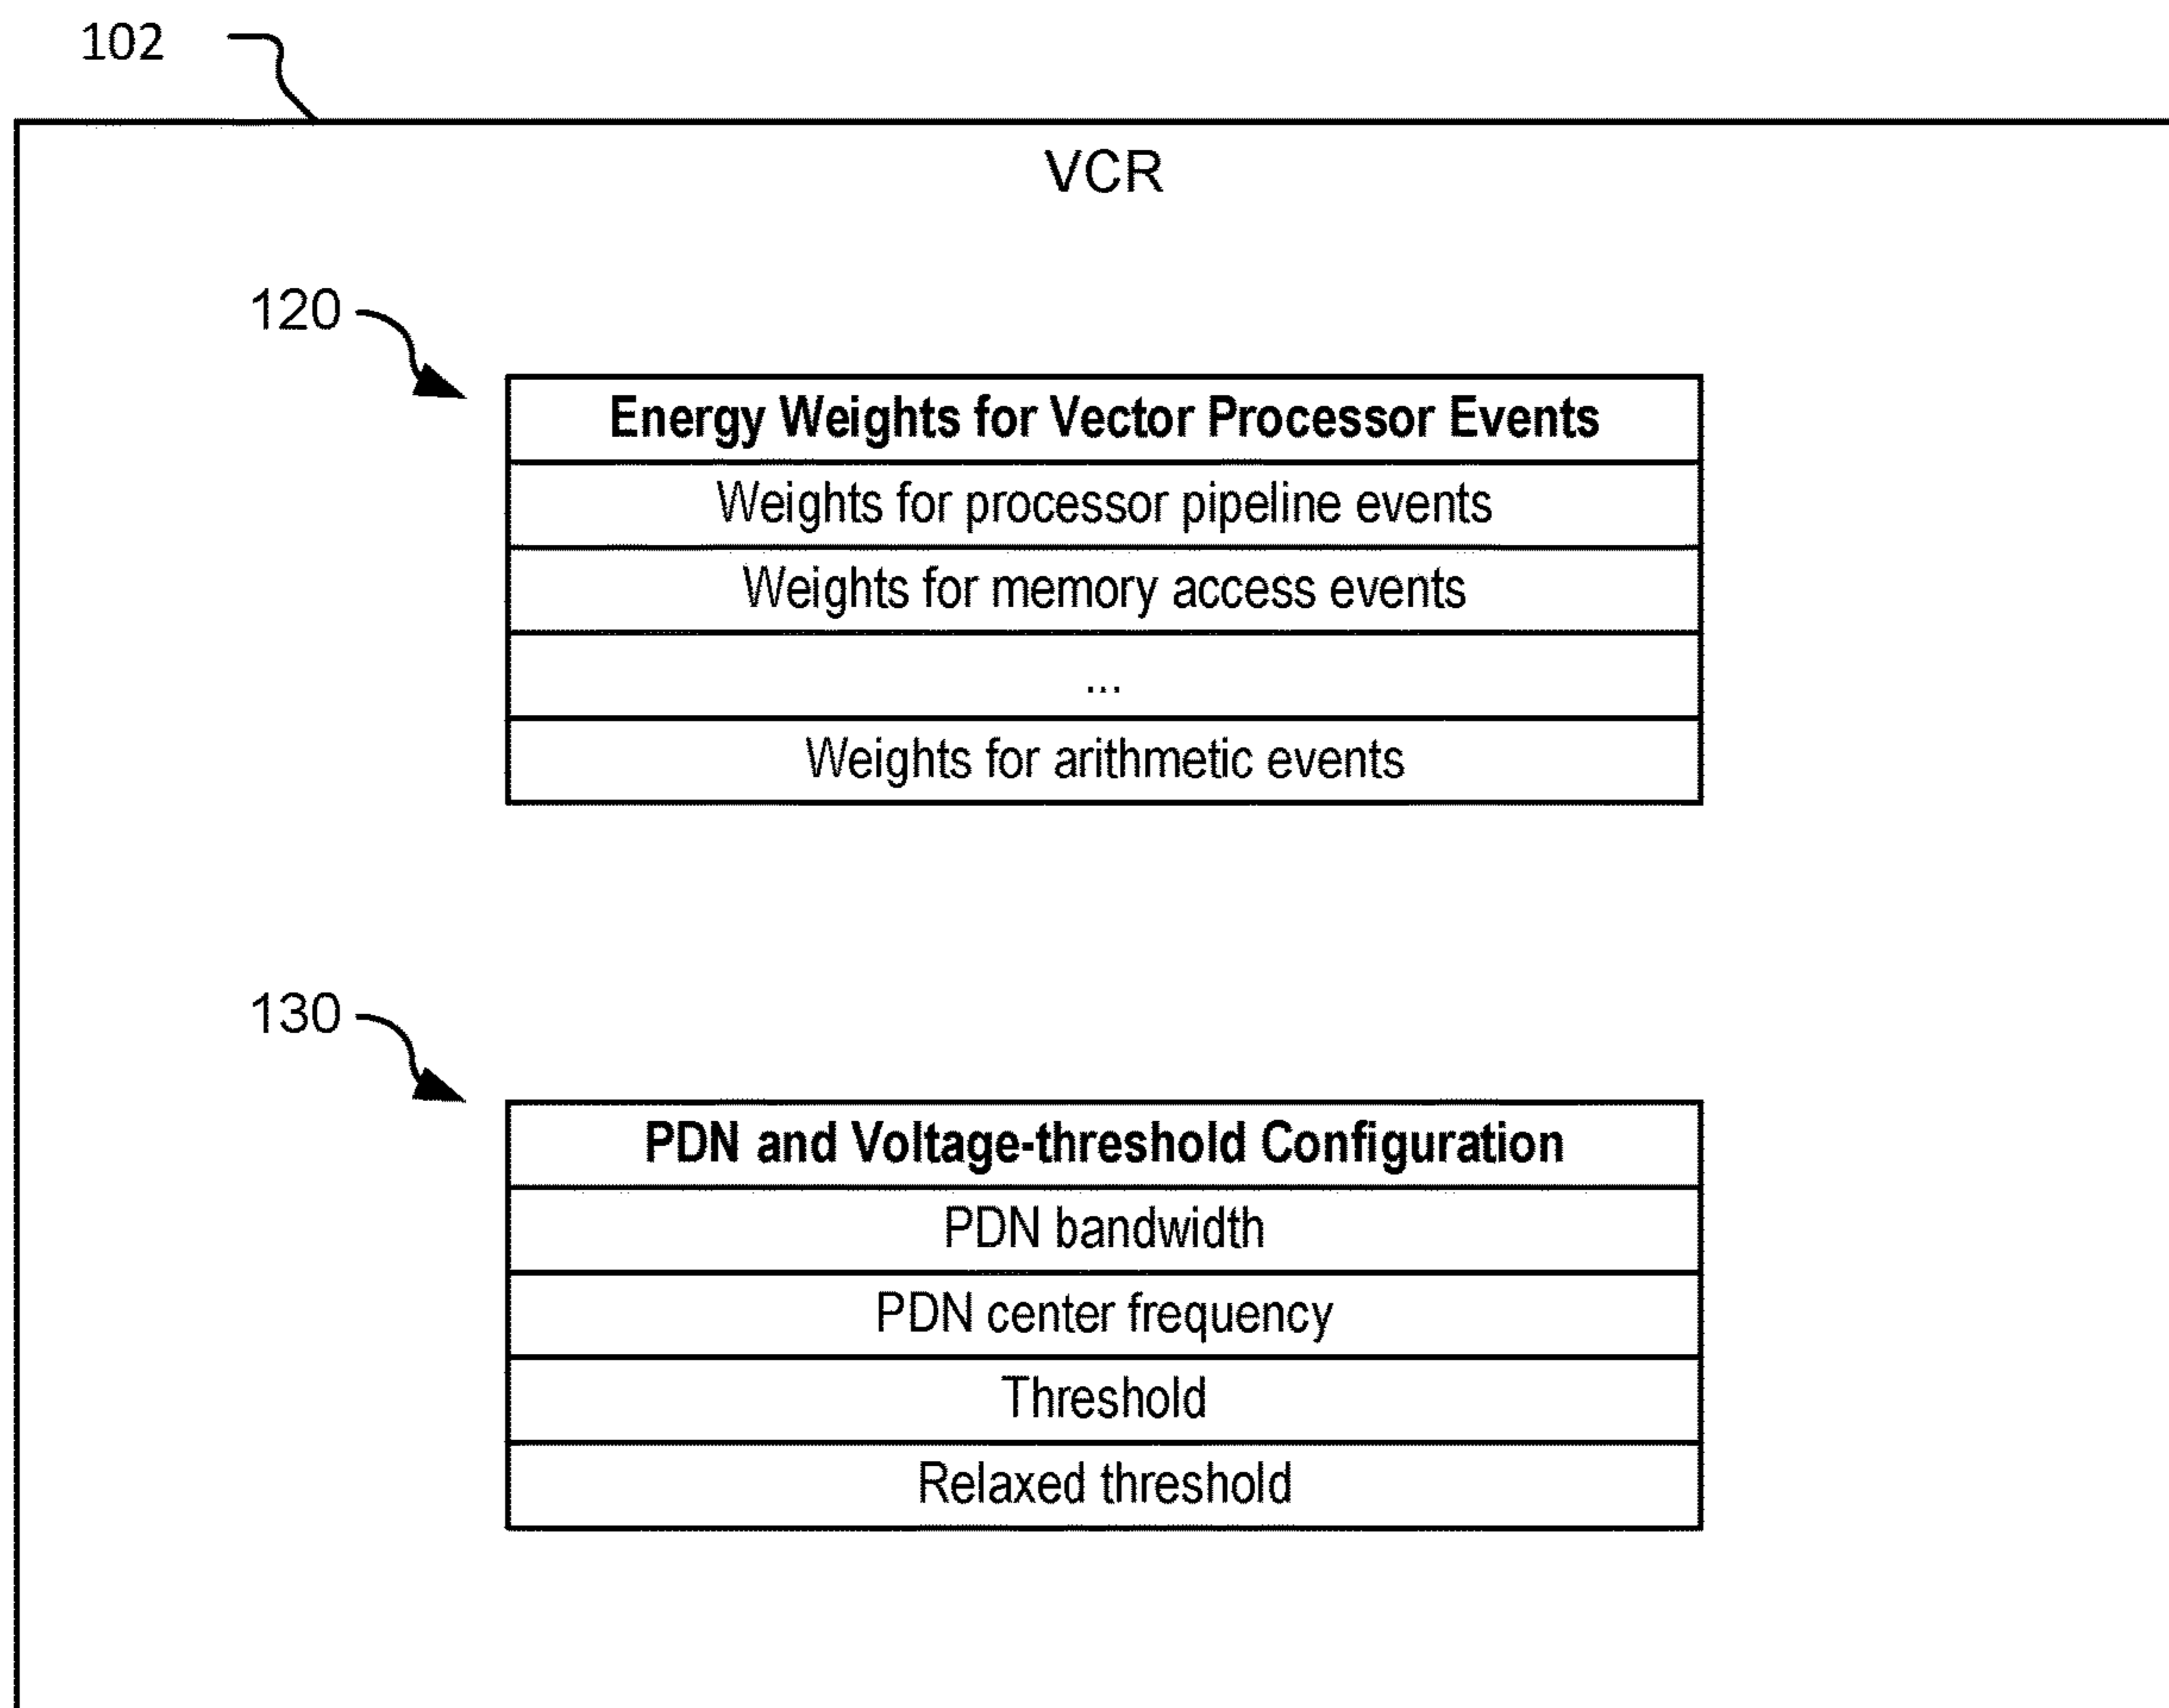 102
VCR
120
Energy Weights for Vector Processor Events
Weights for processor pipeline events
Weights for memory access events
...
Weights for arithmetic events
130
PDN and Voltage-threshold Configuration
PDN bandwidth
PDN center frequency
Threshold
Relaxed threshold